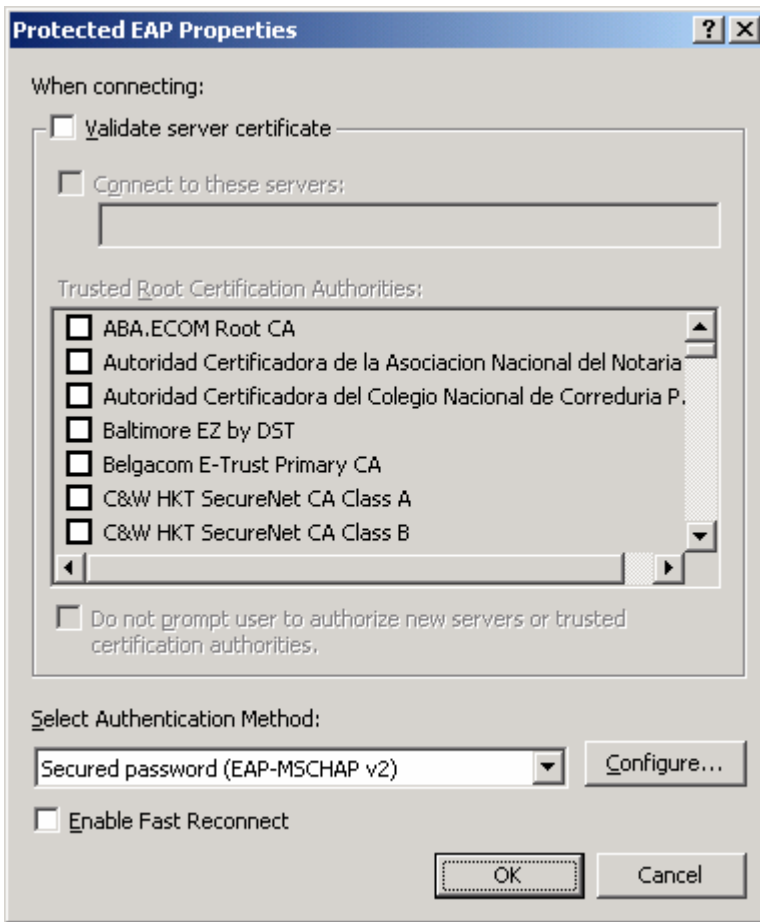 Protected EAP Properties
When connecting:
Validate server certificate
Connect to these servers:
Trusted Root Certification Authorities:
ABA.ECOM Root CA
Autoridad Certificadora de la Asociacion Nacional del Notaria
Autoridad Certificadora del Colegio Nacional de Correduria P.
Baltimore EZ by DST
Belgacom E-Trust Primary CA
C&W HKT SecureNet CA Class A
C&W HKT SecureNet CA Class B
Do not prompt user to authorize new servers or trusted
certification authorities.
Select Authentication Method:
Secured password (EAP-MSCHAP v2)
Configure...
Enable Fast Reconnect
OK
Cancel